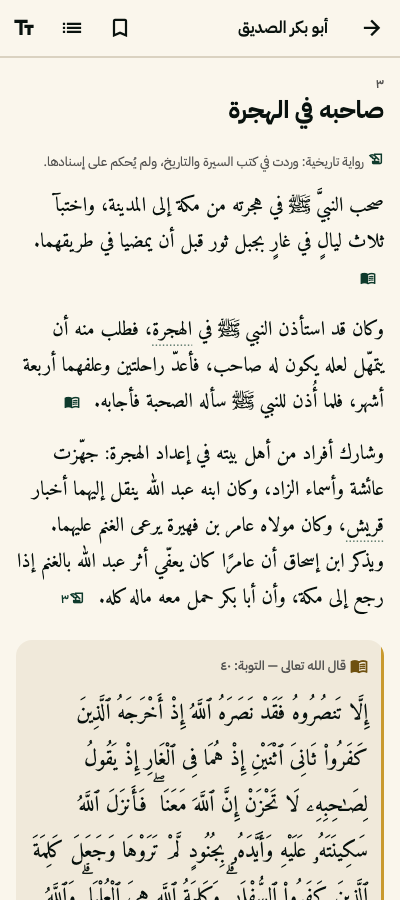 أبو بكر الصديق
٣
صاحبه في الهجرة
رواية تاريخية: وردت في كتب السيرة والتاريخ، ولم يُحكم على إسنادها.
صحب النبيَّ ﷺ في هجرته من مكة إلى المدينة، واختبآ
ثلاث ليالٍ في غارٍ بجبل ثور قبل أن يمضيا في طريقهما.
وكان قد استأذن النبي ﷺ في الهجرة، فطلب منه أن
يتمهّل لعله يكون له صاحب، فأعدّ راحلتين وعلفهما أربعة
أشهر، فلما أُذن للنبي ﷺ سأله الصحبة فأجابه.
وشارك أفراد من أهل بيته في إعداد الهجرة: جهّزت
عائشة وأسماء الزاد، وكان ابنه عبد الله ينقل إليهما أخبار
قريش، وكان مولاه عامر بن فهيرة يرعى الغنم عليهما.
ويذكر ابن إسحاق أن عامرًا كان يعفّي أثر عبد الله بالغنم إذا
رجع إلى مكة، وأن أبا بكر حمل معه ماله كله. ٣
قال الله تعالى — التوبة: ٤٠
إِلَّا تَنصُرُوهُ فَقَدْ نَصَرَهُ ٱللَّهُ إِذْ أَخْرَجَهُ ٱلَّذِينَ
كَفَرُوا۟ ثَانِىَ ٱثْنَيْنِ إِذْ هُمَا فِى ٱلْغَارِ إِذْ يَقُولُ
لِصَـٰحِبِهِۦ لَا تَحْزَنْ إِنَّ ٱللَّهَ مَعَنَا ۖ فَأَنزَلَ ٱللَّهُ
سَكِينَتَهُۥ عَلَيْهِ وَأَيَّدَهُۥ بِجُنُودٍ لَّمْ تَرَوْهَا وَجَعَلَ كَلِمَةَ
ٱلَّذِينَ كَفَرُوا۟ ٱلسُّفْلَىٰ ۗ وَكَلِمَةُ ٱللَّهِ هِىَ ٱلْعُلْيَا ۗ وَٱللَّهُ